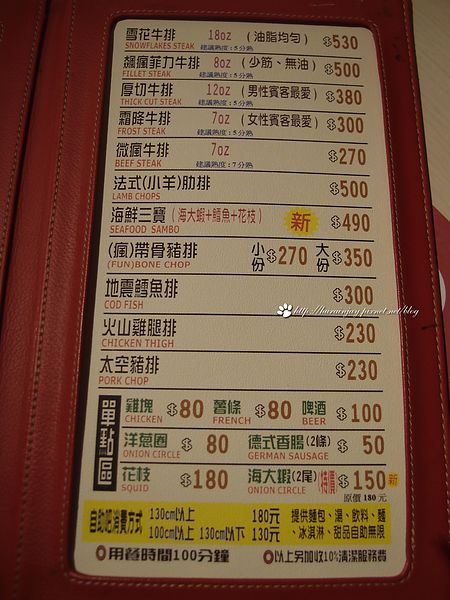 雪花牛排 18oz (油脂均勻) $530
SNOWFLAKES STEAK 建議熟度:5分熟
飆瘋菲力牛排 8oz (少筋、無油) $500
FILLET STEAK 建議熟度:5分熟
厚切牛排 12oz (男性賓客最愛) $380
THICK CUT STEAK 建議熟度:5分熟
霜降牛排 7oz (女性賓客最愛) $300
FROST STEAK 建議熟度:5分熟
微瘋牛排 7oz $270
BEEF STEAK 建議熟度:7分熟
法式(小羊)肋排 $500
LAMB CHOPS
海鮮三寶 (海大蝦+鱈魚+花枝) 新 $490
SEAFOOD SAMBO
(瘋)帶骨豬排 小份 $270 大份 $350
(FUN)BONE CHOP
地震鱈魚排 $300
COD FISH
http://huaninjay.pixnet.net/blog
火山雞腿排 $230
CHICKEN THIGH
太空豬排 $230
PORK CHOP
單點區
雞塊 $80 薯條 $80 啤酒 $100
CHICKEN FRENCH BEER
洋蔥圈 $80 德式香腸(2條) $50
ONION CIRCLE GERMAN SAUSAGE
花枝 $180 海大蝦(2尾) 特價 $150 新
SQUID ONION CIRCLE 原價180元
自助吧消費方式 130cm以上 180元 提供麵包、湯、飲料、麵
100cm以上 130cm以下 130元 、冰淇淋、甜品自助無限
◎用餐時間100分鐘 ◎以上另加收10%清潔服務費